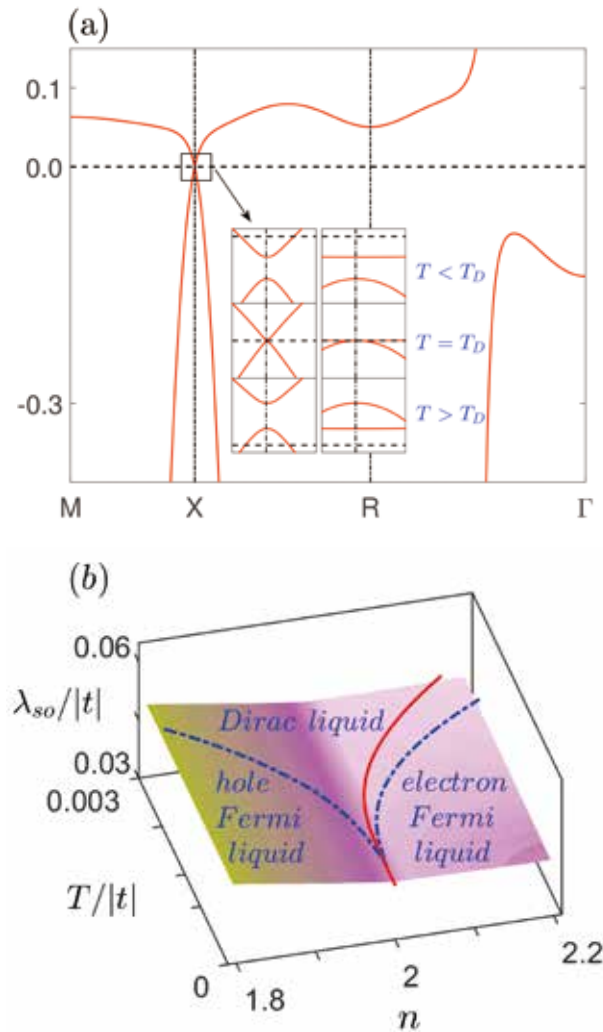 (a)
0.1
0.0
T < T_D
T = T_D
T > T_D
-0.3
M X R Γ
(b)
0.06
λ_so/|t|
Dirac liquid
0.03
0.003
hole
Fermi
liquid
electron
Fermi
liquid
T/|t|
0
1.8
2
2.2
n